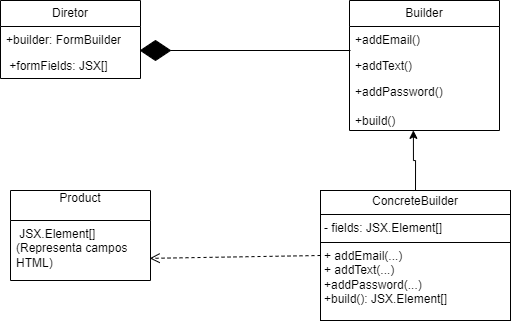 Diretor
+builder: FormBuilder
+formFields: JSX[]
Builder
+addEmail()
+addText()
+addPassword()
+build()
Product
JSX.Element[]
(Representa campos
HTML)
ConcreteBuilder
- fields: JSX.Element[]
+ addEmail(...)
+ addText(...)
+addPassword(...)
+build(): JSX.Element[]